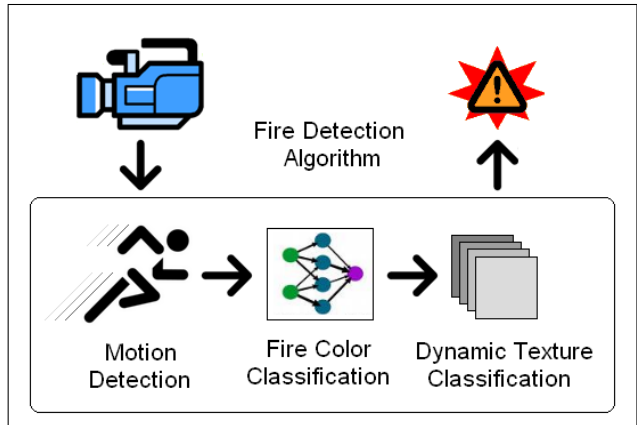 Fire Detection
Algorithm
!
Motion
Detection
Fire Color
Classification
Dynamic Texture
Classification